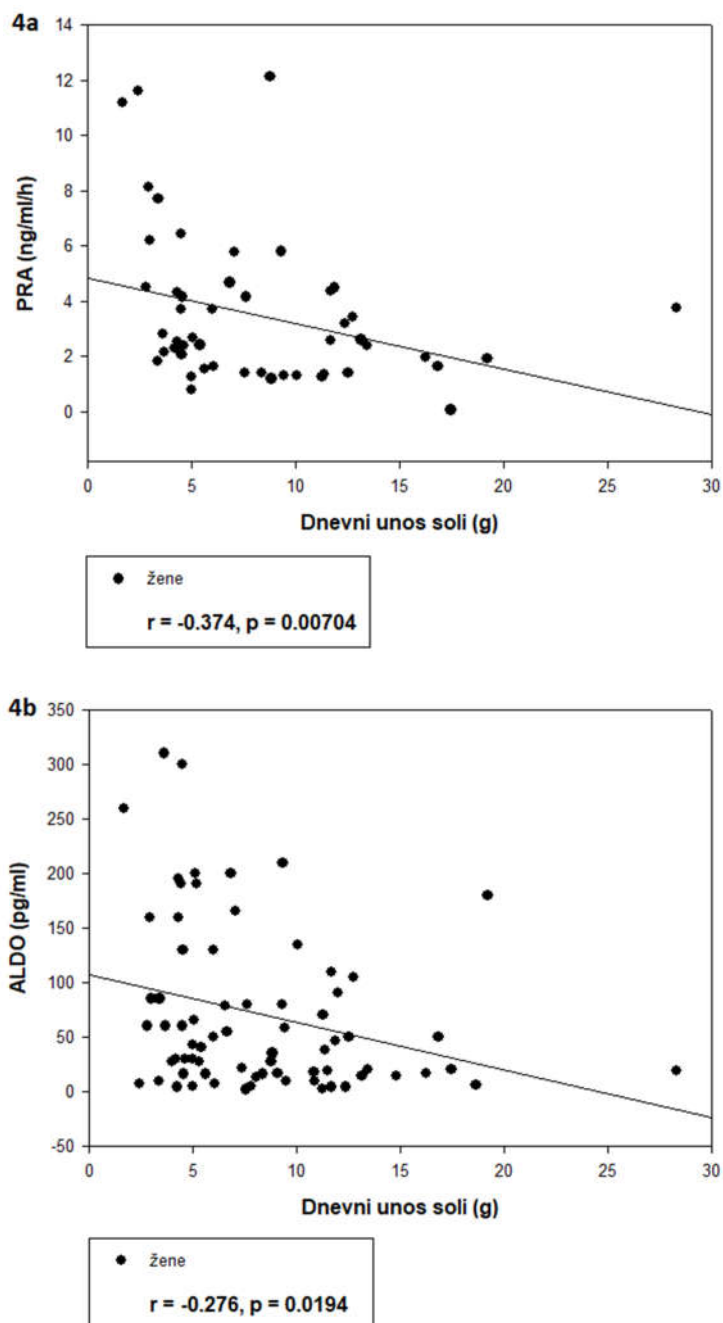 4a
14
12
10
8
6
4
2
0
PRA (ng/ml/h)
0 5 10 15 20 25 30
Dnevni unos soli (g)
žene
r = -0.374, p = 0.00704
4b
350
300
250
200
150
100
50
0
-50
ALDO (pg/ml)
0 5 10 15 20 25 30
Dnevni unos soli (g)
žene
r = -0.276, p = 0.0194